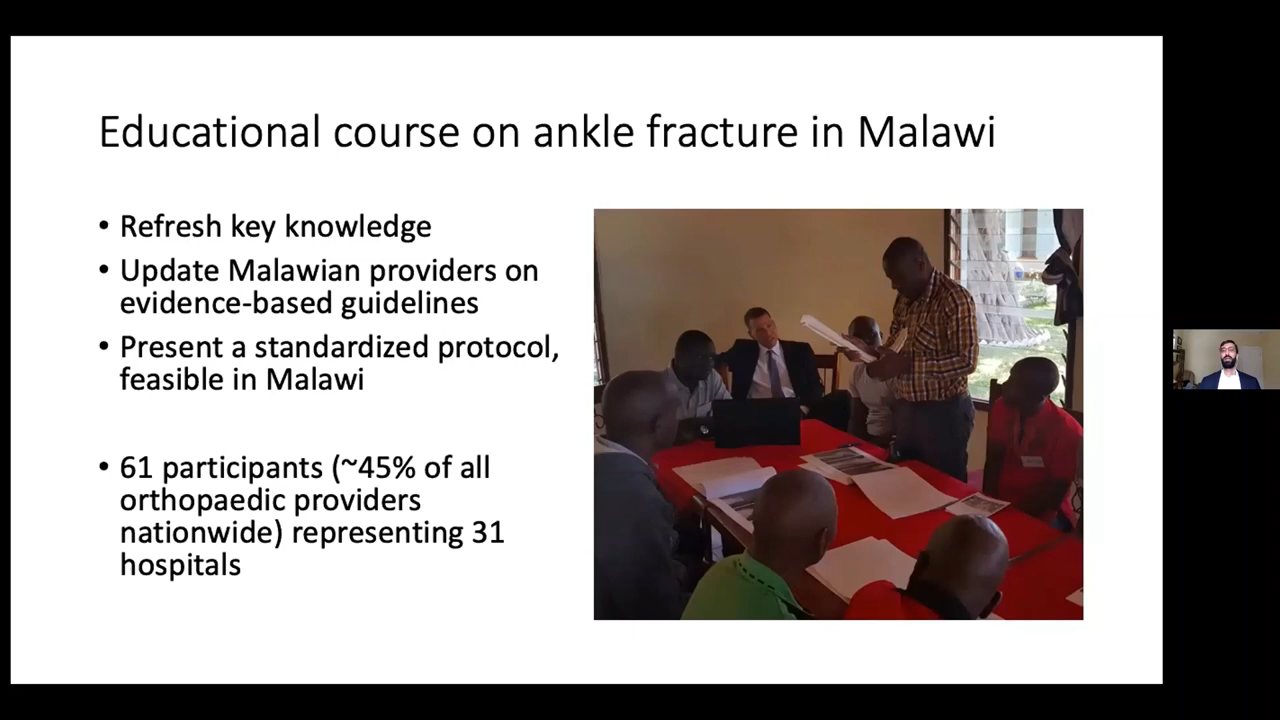 Educational course on ankle fracture in Malawi
• Refresh key knowledge
• Update Malawian providers on
evidence-based guidelines
• Present a standardized protocol,
feasible in Malawi
• 61 participants (~45% of all
orthopaedic providers
nationwide) representing 31
hospitals